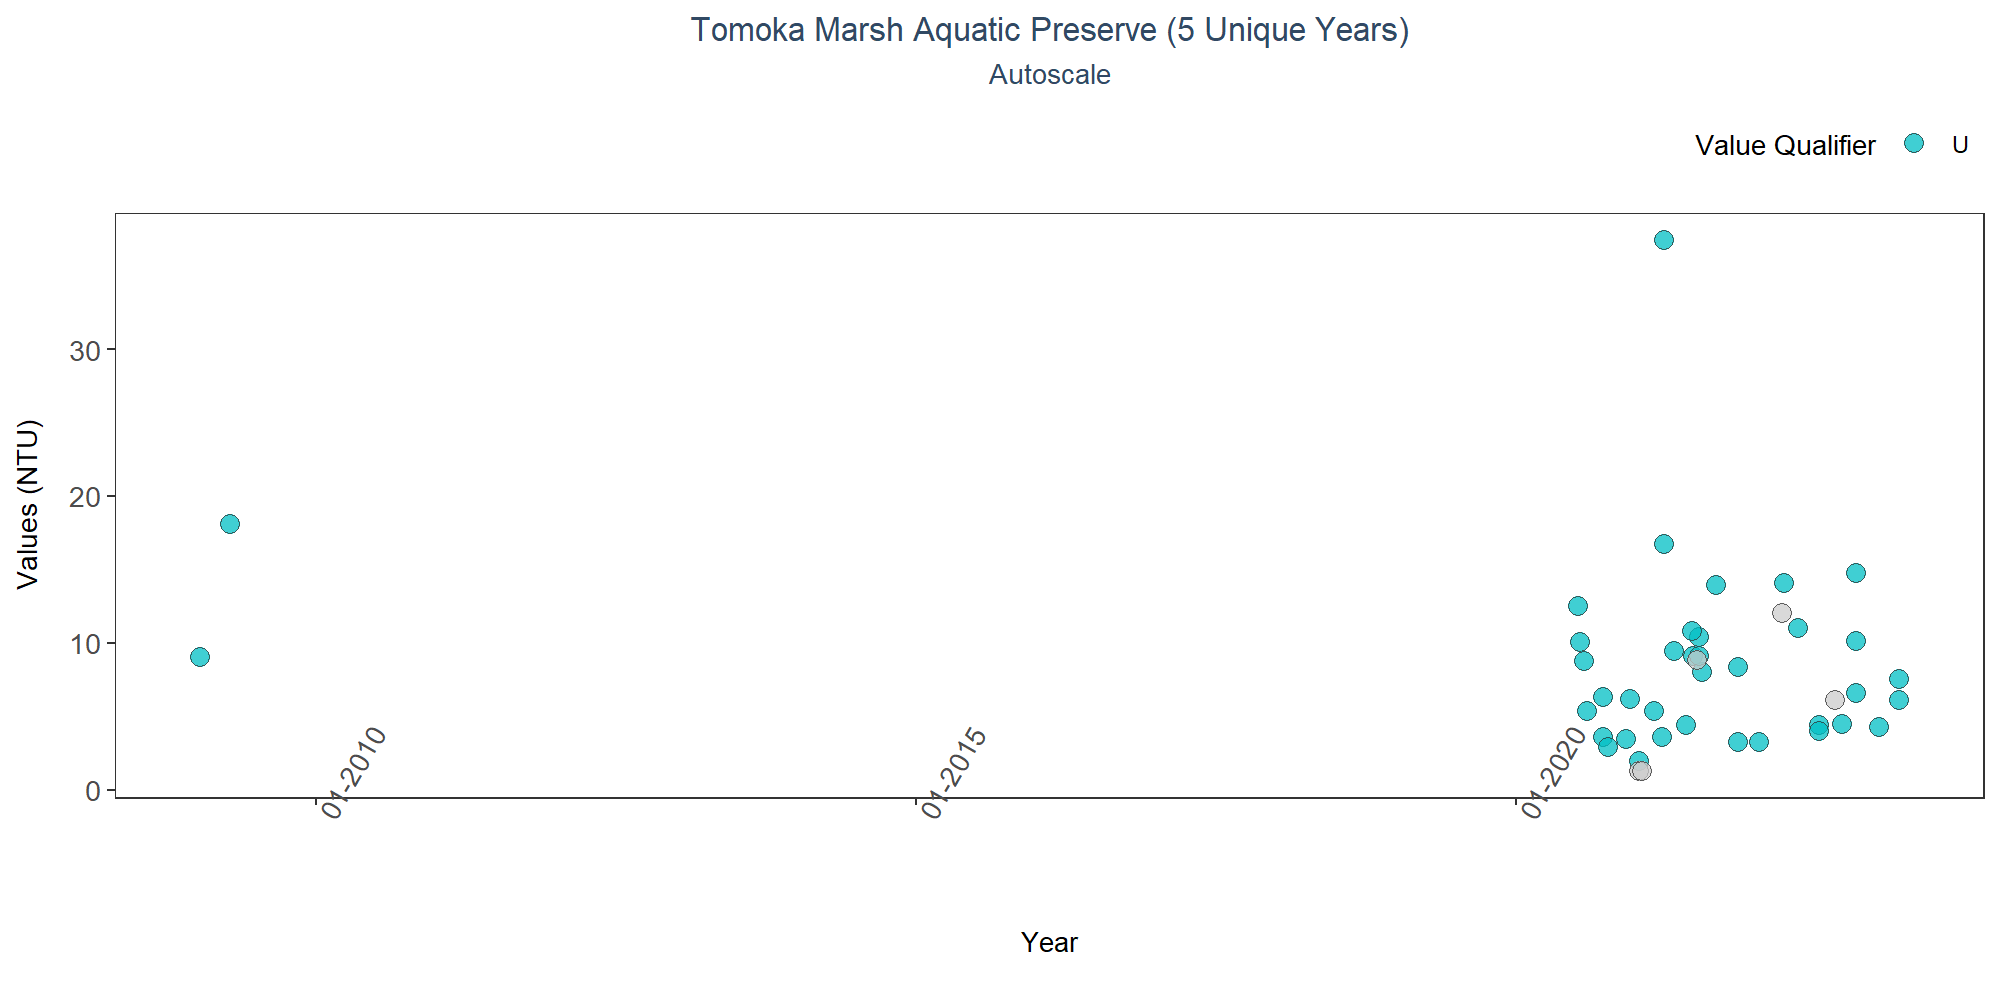 Tomoka Marsh Aquatic Preserve (5 Unique Years)
Autoscale
Value Qualifier U
Values (NTU)
30
20
10
0
01-2010
01-2015
01-2020
Year